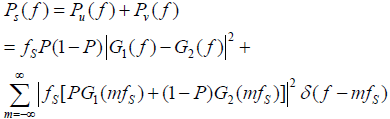 P_s(f) = P_u(f) + P_v(f)
= f_S P(1-P)|G_1(f) - G_2(f)|^2 +
∑_{m=-∞}^{∞} |f_S[PG_1(mf_S) + (1-P)G_2(mf_S)]|^2 δ(f - mf_S)